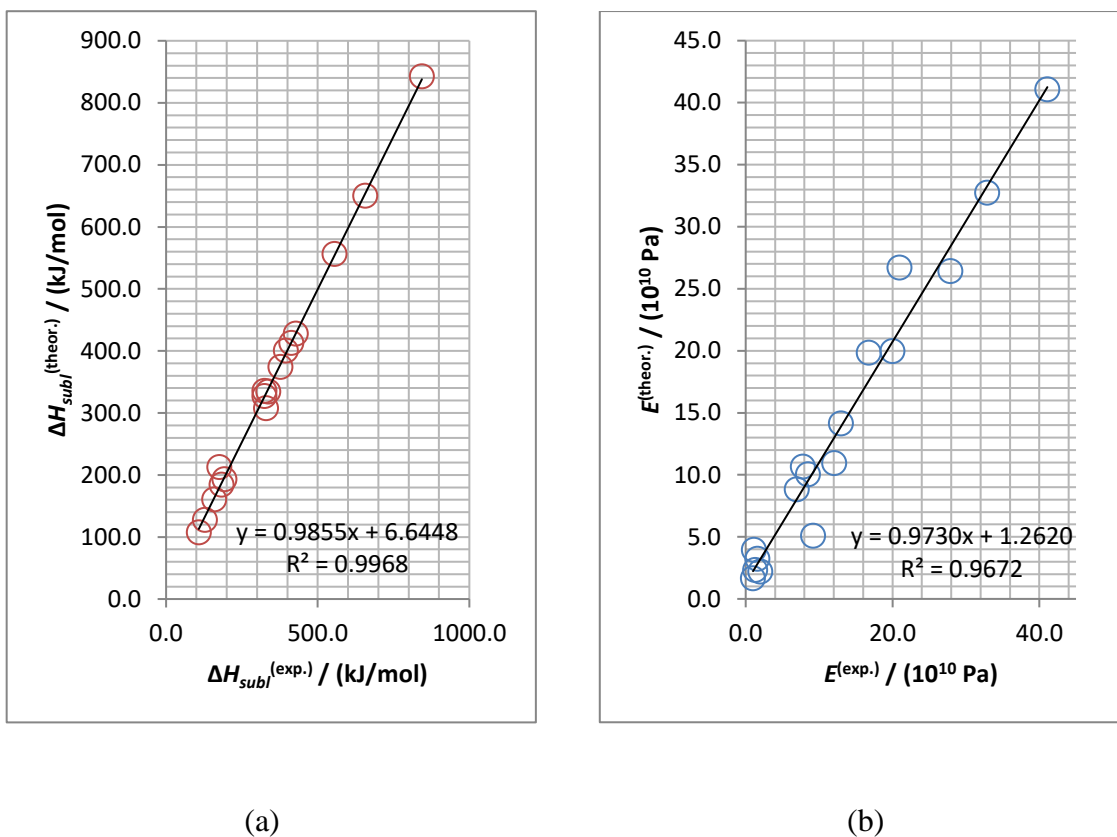 900.0
800.0
700.0
600.0
500.0
400.0
300.0
200.0
100.0
0.0
ΔHsubl(theor.) / (kJ/mol)
y = 0.9855x + 6.6448
R² = 0.9968
0.0 500.0 1000.0
ΔHsubl(exp.) / (kJ/mol)
(a)
45.0
40.0
35.0
30.0
25.0
20.0
15.0
10.0
5.0
0.0
E(theor.) / (10¹⁰ Pa)
y = 0.9730x + 1.2620
R² = 0.9672
0.0 20.0 40.0
E(exp.) / (10¹⁰ Pa)
(b)